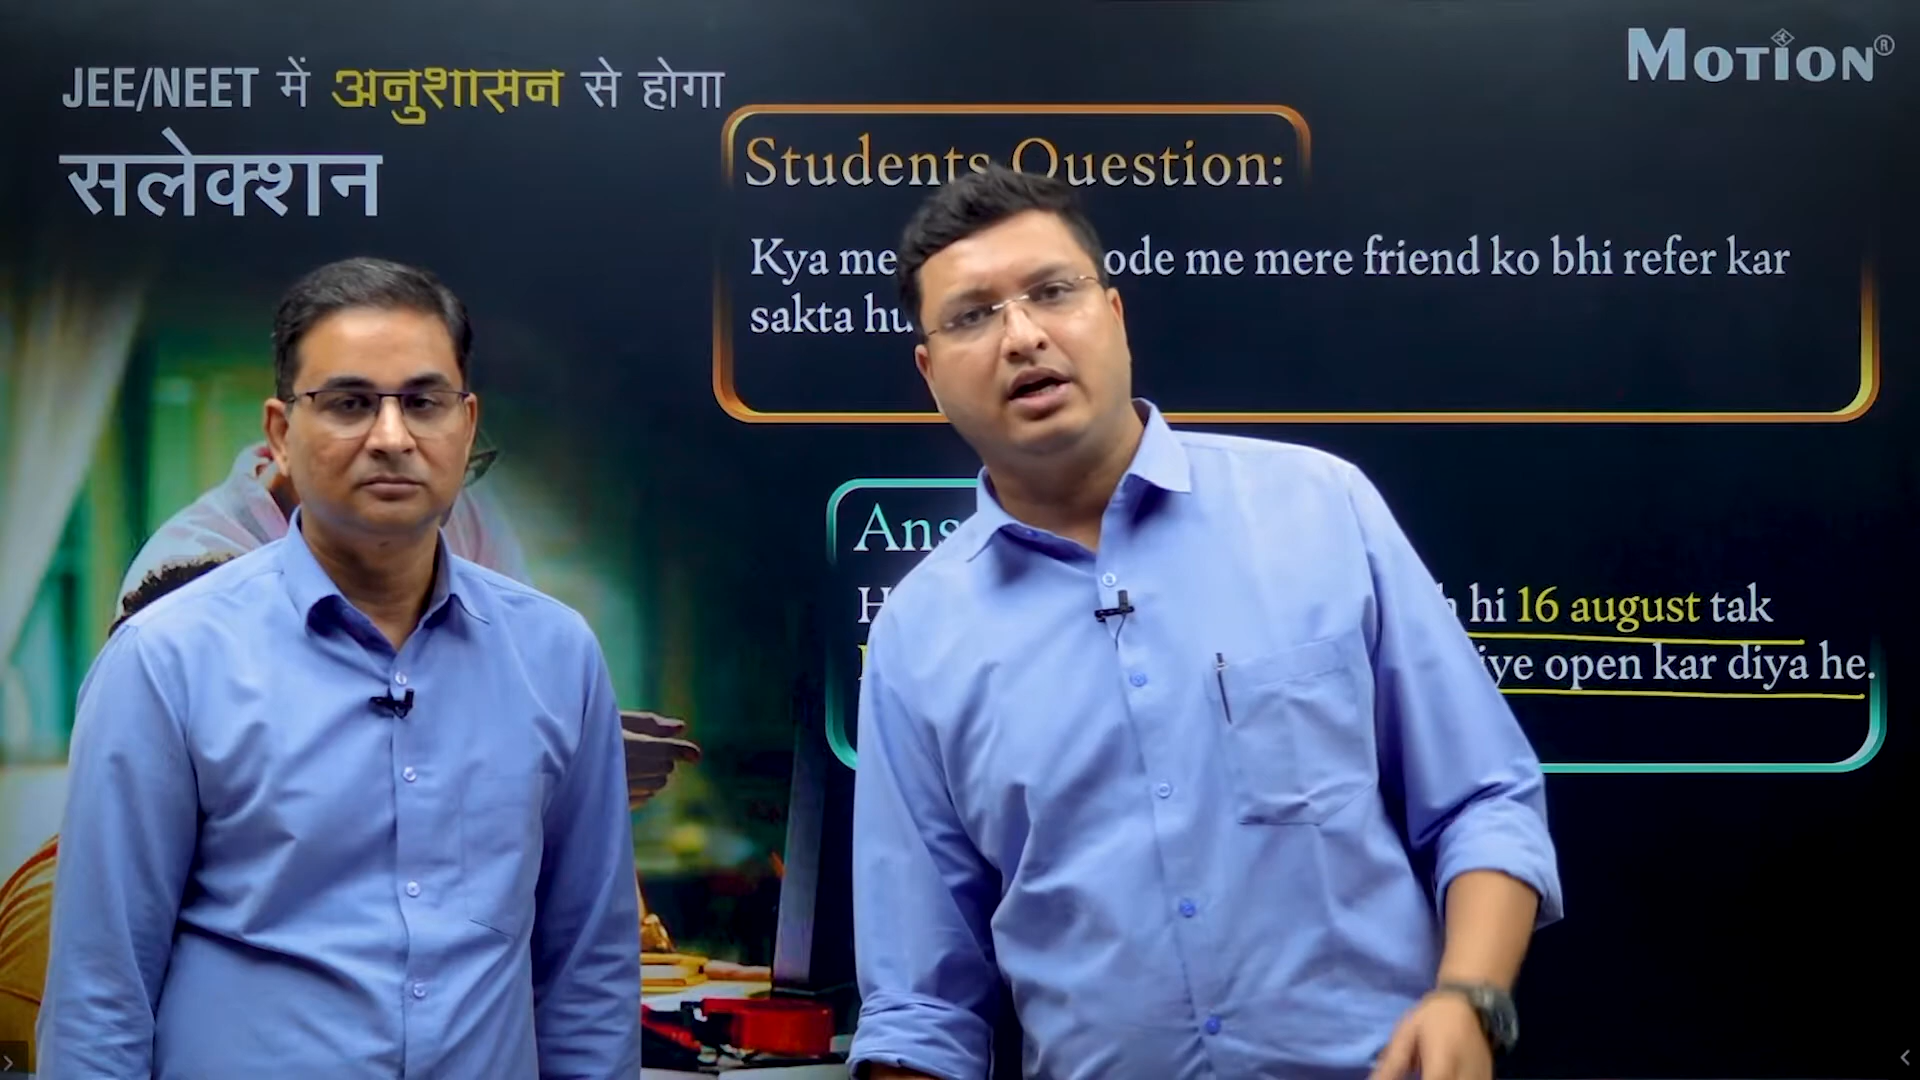 JEE/NEET में अनुशासन से होगा
सलेक्शन
MOTION®
Students Question:
Kya me ode me mere friend ko bhi refer kar
sakta hu
Ans
H hi 16 august tak
iye open kar diya he.